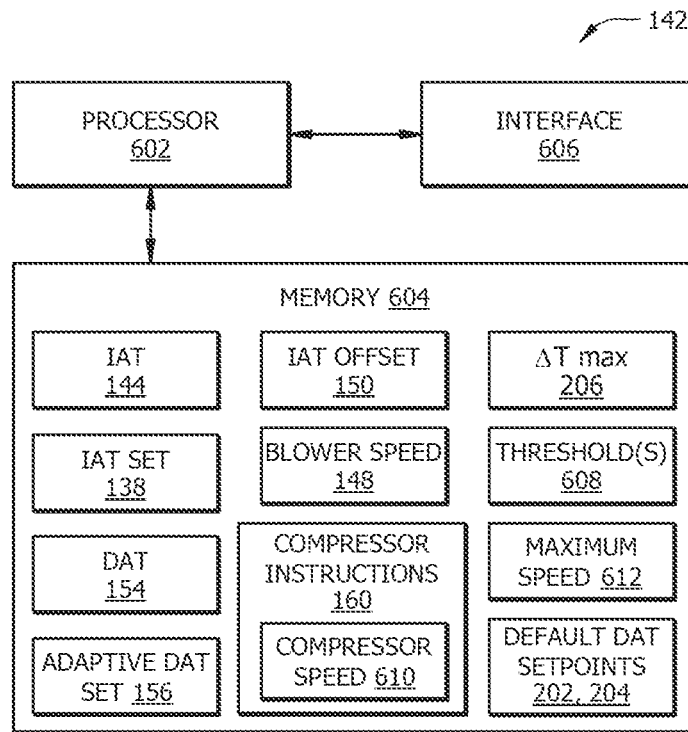 142
PROCESSOR
602
INTERFACE
606
MEMORY 604
IAT
144
IAT OFFSET
150
ΔT max
206
IAT SET
138
BLOWER SPEED
148
THRESHOLD(S)
608
DAT
154
COMPRESSOR
INSTRUCTIONS
160
MAXIMUM
SPEED 612
ADAPTIVE DAT
SET 156
COMPRESSOR
SPEED 610
DEFAULT DAT
SETPOINTS
202, 204